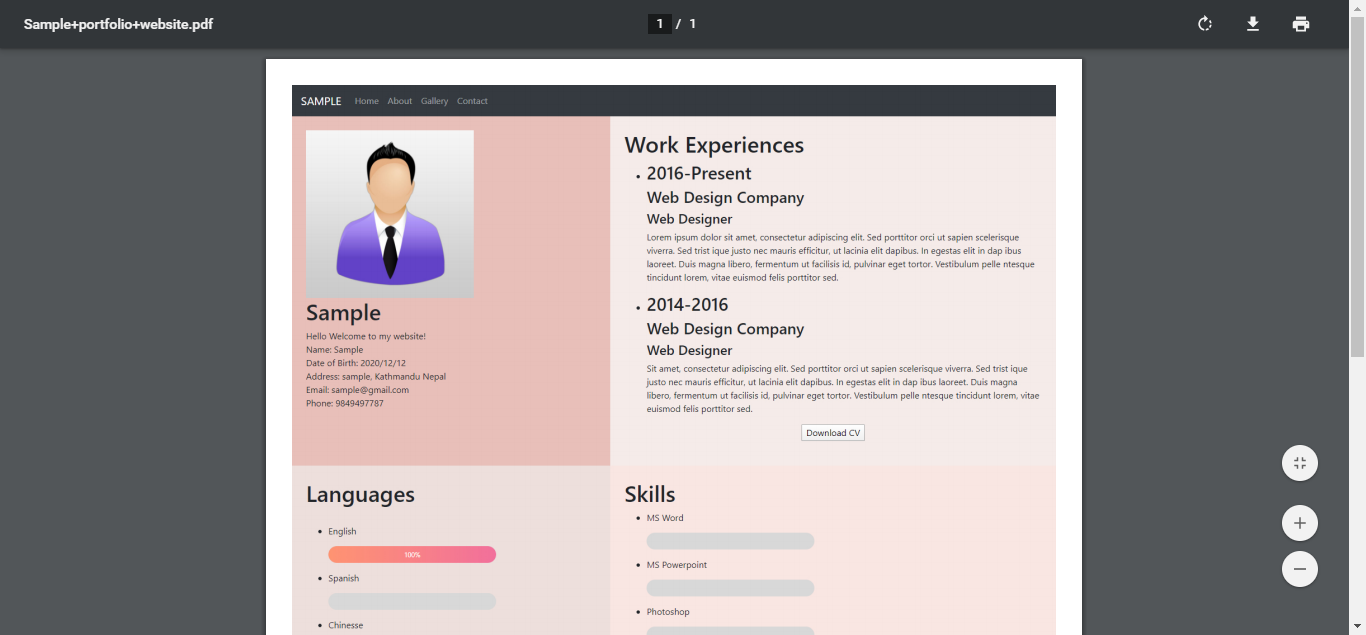 Sample+portfolio+website.pdf
1 / 1
SAMPLE Home About Gallery Contact
Sample
Hello Welcome to my website!
Name: Sample
Date of Birth: 2020/12/12
Address: sample, Kathmandu Nepal
Email: sample@gmail.com
Phone: 9849497787
Work Experiences
2016-Present
Web Design Company
Web Designer
Lorem ipsum dolor sit amet, consectetur adipiscing elit. Sed porttitor orci ut sapien scelerisque
viverra. Sed trist ique justo nec mauris efficitur, ut lacinia elit dapibus. In egestas elit in dap ibus
laoreet. Duis magna libero, fermentum ut facilisis id, pulvinar eget tortor. Vestibulum pelle ntesque
tincidunt lorem, vitae euismod felis porttitor sed.
2014-2016
Web Design Company
Web Designer
Sit amet, consectetur adipiscing elit. Sed porttitor orci ut sapien scelerisque viverra. Sed trist ique
justo nec mauris efficitur, ut lacinia elit dapibus. In egestas elit in dap ibus laoreet. Duis magna
libero, fermentum ut facilisis id, pulvinar eget tortor. Vestibulum pelle ntesque tincidunt lorem, vitae
euismod felis porttitor sed.
Download CV
Languages
English
100%
Spanish
Chinesse
Skills
MS Word
MS Powerpoint
Photoshop